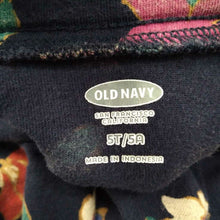 OLD NAVY
SAN FRANCISCO
CALIFORNIA
5T/5A
MADE IN INDONESIA